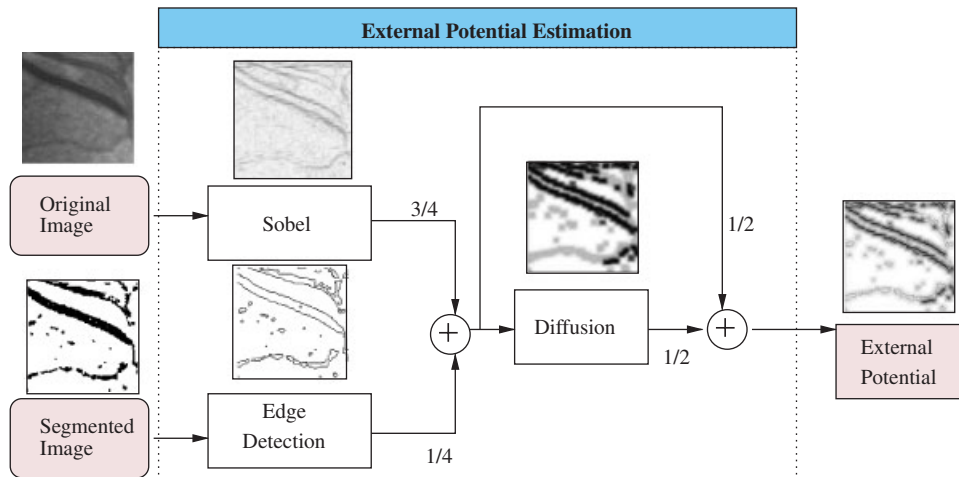 External Potential Estimation
Original
Image
Sobel
3/4
1/2
+
Diffusion
+
1/2
External
Potential
Segmented
Image
Edge
Detection
1/4